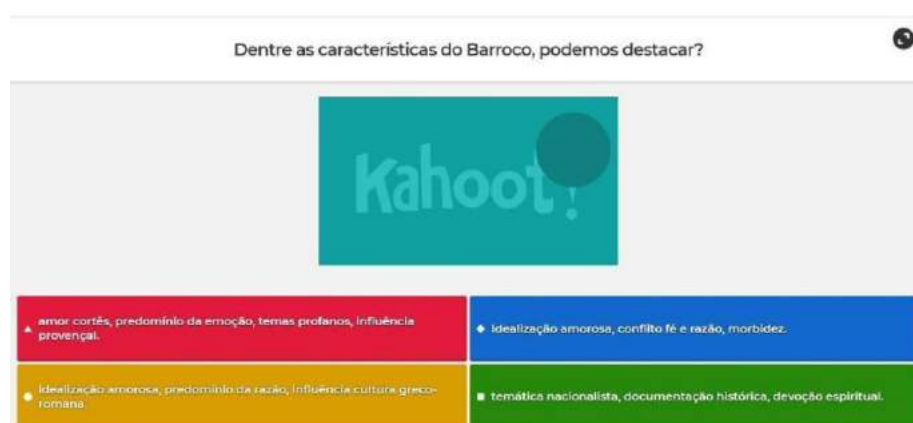 Dentre as características do Barroco, podemos destacar?
Kahoot!
amor cortês, predomínio da emoção, temas profanos, influência
provençal.
idealização amorosa, conflito fé e razão, morbidez.
idealização amorosa, predomínio da razão, influência cultura greco-
romana.
temática nacionalista, documentação histórica, devoção espiritual.